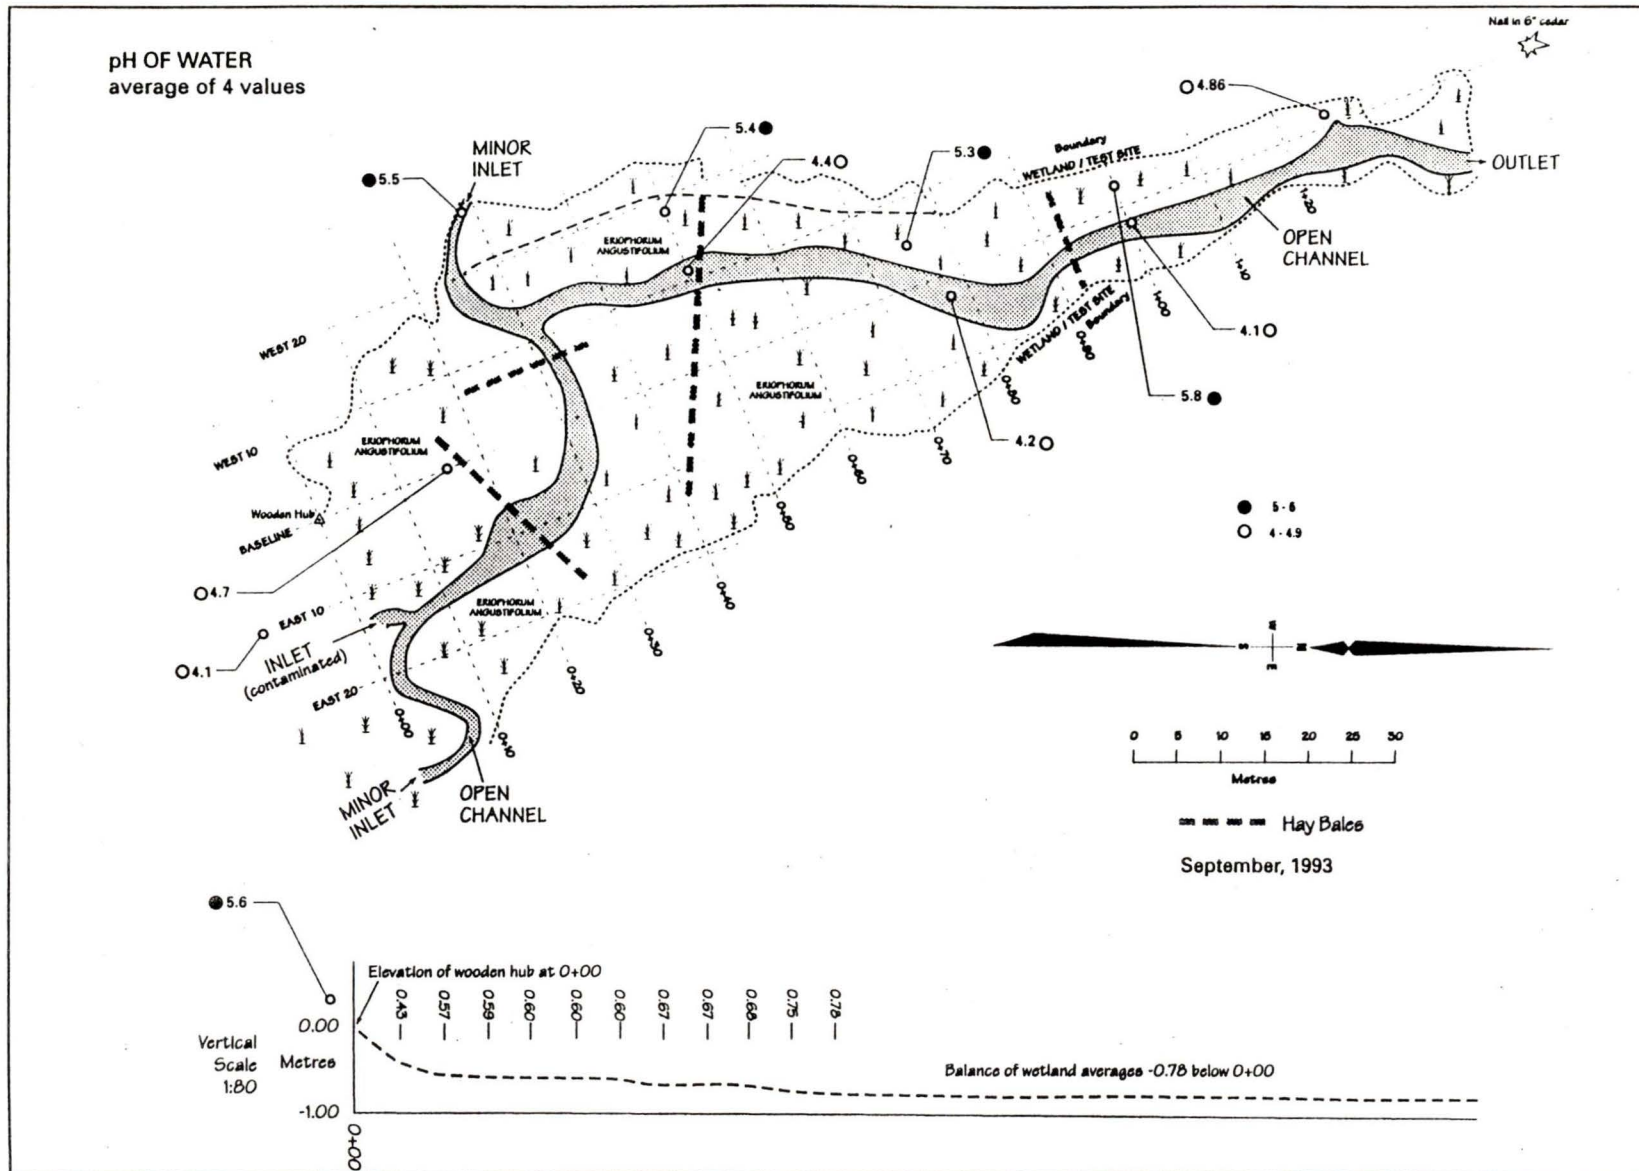 Nail in 6" cedar
pH OF WATER
average of 4 values
4.86
MINOR
INLET
5.4
4.4
5.3
Boundary
WETLAND / TEST SITE
OUTLET
5.5
1+20
OPEN
CHANNEL
ERIOPHORUM
ANGUSTIFOLIUM
1+10
1+00
WETLAND / TEST SITE
Boundary
0+90
4.1
WEST 20
0+80
5.8
ERIOPHORUM
ANGUSTIFOLIUM
4.2
0+70
0+60
WEST 10
ERIOPHORUM
ANGUSTIFOLIUM
0+50
Wooden Hub
BASELINE
5 - 6
4 - 4.9
4.7
0+40
ERIOPHORUM
ANGUSTIFOLIUM
EAST 10
0+30
W
S
N
E
4.1
INLET
(contaminated)
0+20
EAST 20
0+00
0+10
0 5 10 15 20 25 30
Metres
MINOR
INLET
OPEN
CHANNEL
Hay Bales
September, 1993
5.6
Elevation of wooden hub at 0+00
0.43
0.57
0.59
0.60
0.60
0.60
0.67
0.67
0.68
0.75
0.78
0.00
Vertical
Scale
1:80
Metres
Balance of wetland averages -0.78 below 0+00
-1.00
0+00